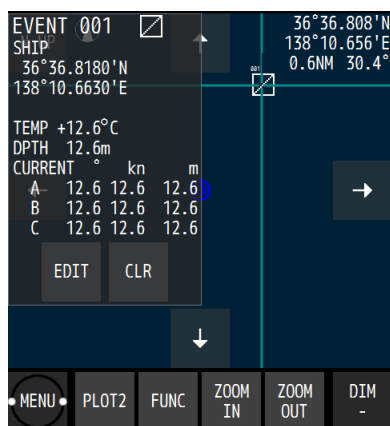 EVENT 001
SHIP
36°36.8180'N
138°10.6630'E
TEMP +12.6°C
DPTH 12.6m
CURRENT ° kn m
A 12.6 12.6 12.6
B 12.6 12.6 12.6
C 12.6 12.6 12.6
EDIT CLR
36°36.808'N
138°10.656'E
0.6NM 30.4°
001
MENU PLOT2 FUNC ZOOM IN ZOOM OUT DIM -